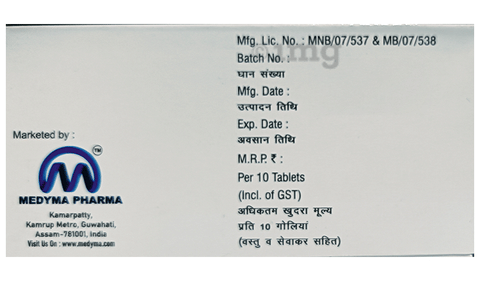 Mfg. Lic. No. : MNB/07/537 & MB/07/538
Batch No. :
घान संख्या
Mfg. Date :
उत्पादन तिथि
Exp. Date :
अवसान तिथि
M.R.P. ₹ :
Per 10 Tablets
(Incl. of GST)
अधिकतम खुदरा मूल्य
प्रति 10 गोलियां
(वस्तु व सेवाकर सहित)
Marketed by :
TM
MEDYMA PHARMA
Kamarpatty,
Kamrup Metro, Guwahati,
Assam-781001, India
Visit Us On : www.medyma.com